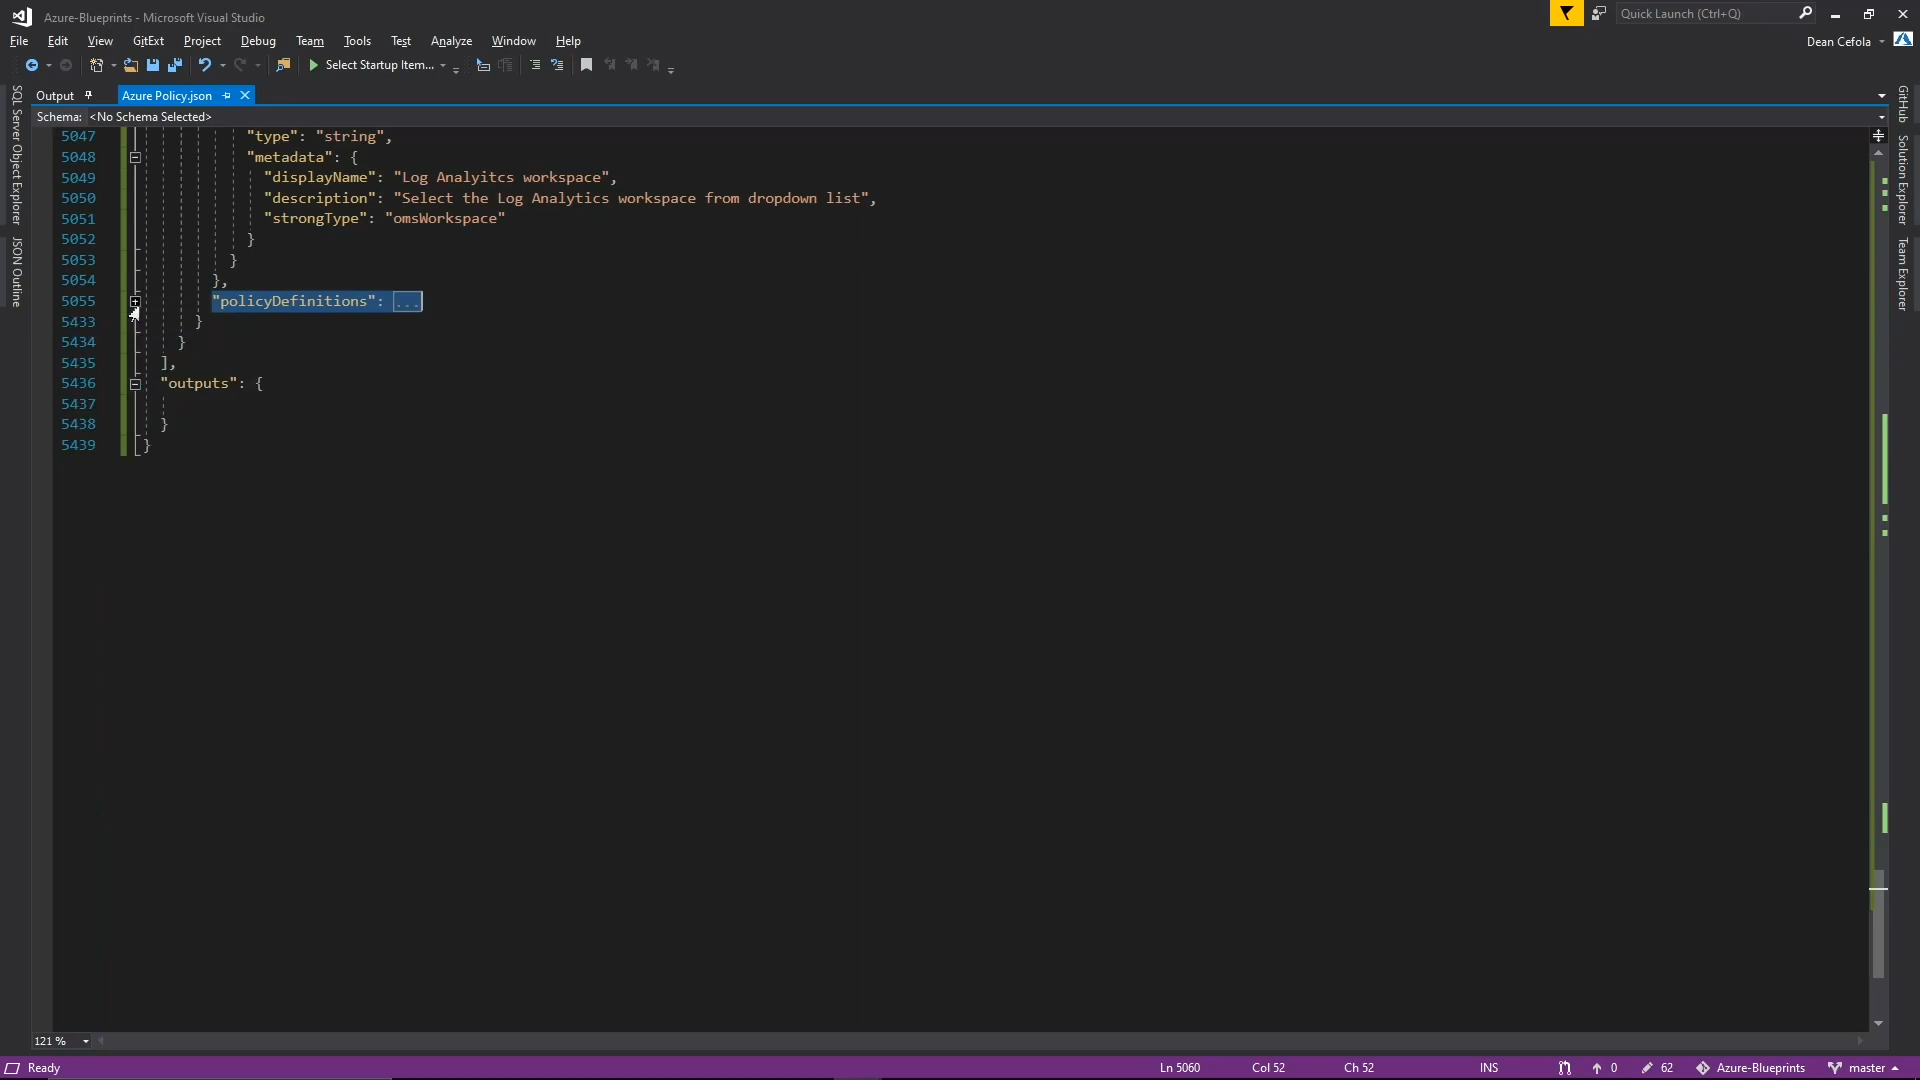 Azure-Blueprints - Microsoft Visual Studio
Quick Launch (Ctrl+Q)
File Edit View GitExt Project Debug Team Tools Test Analyze Window Help
Dean Cefola
Select Startup Item...
Output Azure Policy.json
Schema: <No Schema Selected>
5047 "type": "string",
5048 "metadata": {
5049 "displayName": "Log Analyitcs workspace",
5050 "description": "Select the Log Analytics workspace from dropdown list",
5051 "strongType": "omsWorkspace"
5052 }
5053 }
5054 },
5055 "policyDefinitions": ...
5433 }
5434 }
5435 ],
5436 "outputs": {
5437
5438 }
5439 }
SQL Server Object Explorer
JSON Outline
GitHub
Solution Explorer
Team Explorer
121 %
Ready
Ln 5060 Col 52 Ch 52 INS 0 62 Azure-Blueprints master